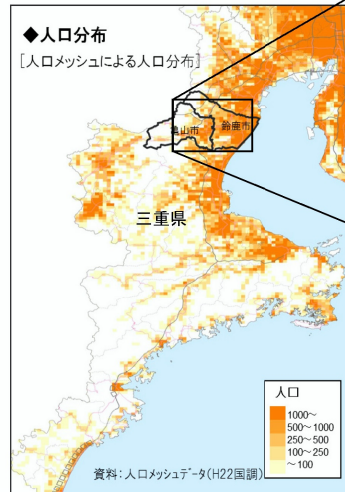 ◆人口分布
[人口メッシュによる人口分布]
亀山市
鈴鹿市
三重県
人口
1000～
500～1000
250～500
100～250
～100
資料：人口メッシュデータ(H22国調)